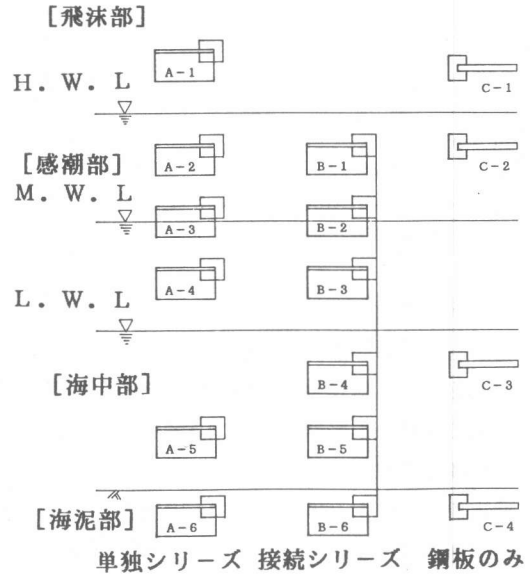 [飛沫部]
A-1
C-1
H. W. L
[感潮部]
A-2
B-1
C-2
M. W. L
A-3
B-2
A-4
B-3
L. W. L
[海中部]
B-4
C-3
A-5
B-5
[海泥部]
A-6
B-6
C-4
単独シリーズ 接続シリーズ 鋼板のみ